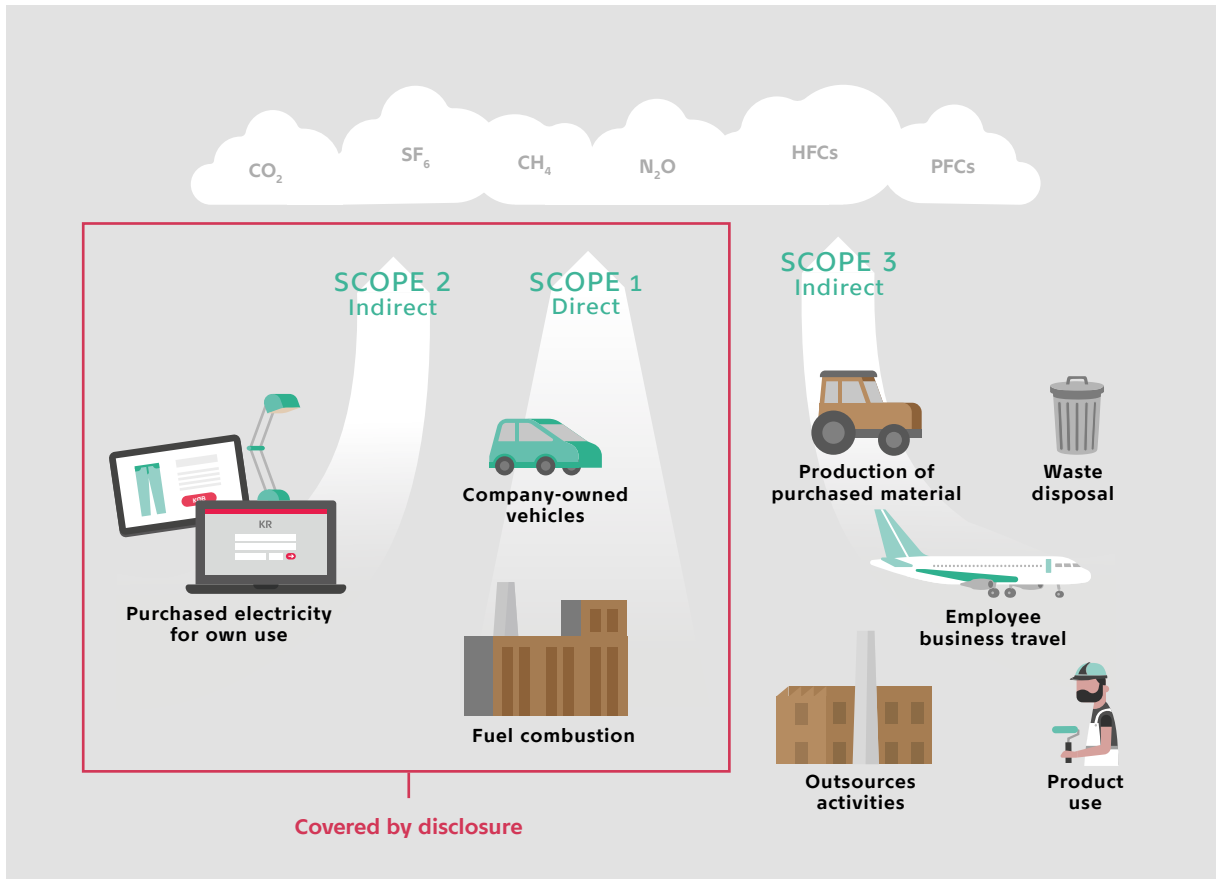 CO₂
SF₆
CH₄
N₂O
HFCs
PFCs
SCOPE 2
Indirect
SCOPE 1
Direct
SCOPE 3
Indirect
KR
Purchased electricity
for own use
Company-owned
vehicles
Fuel combustion
Production of
purchased material
Waste
disposal
Employee
business travel
Outsources
activities
Product
use
Covered by disclosure